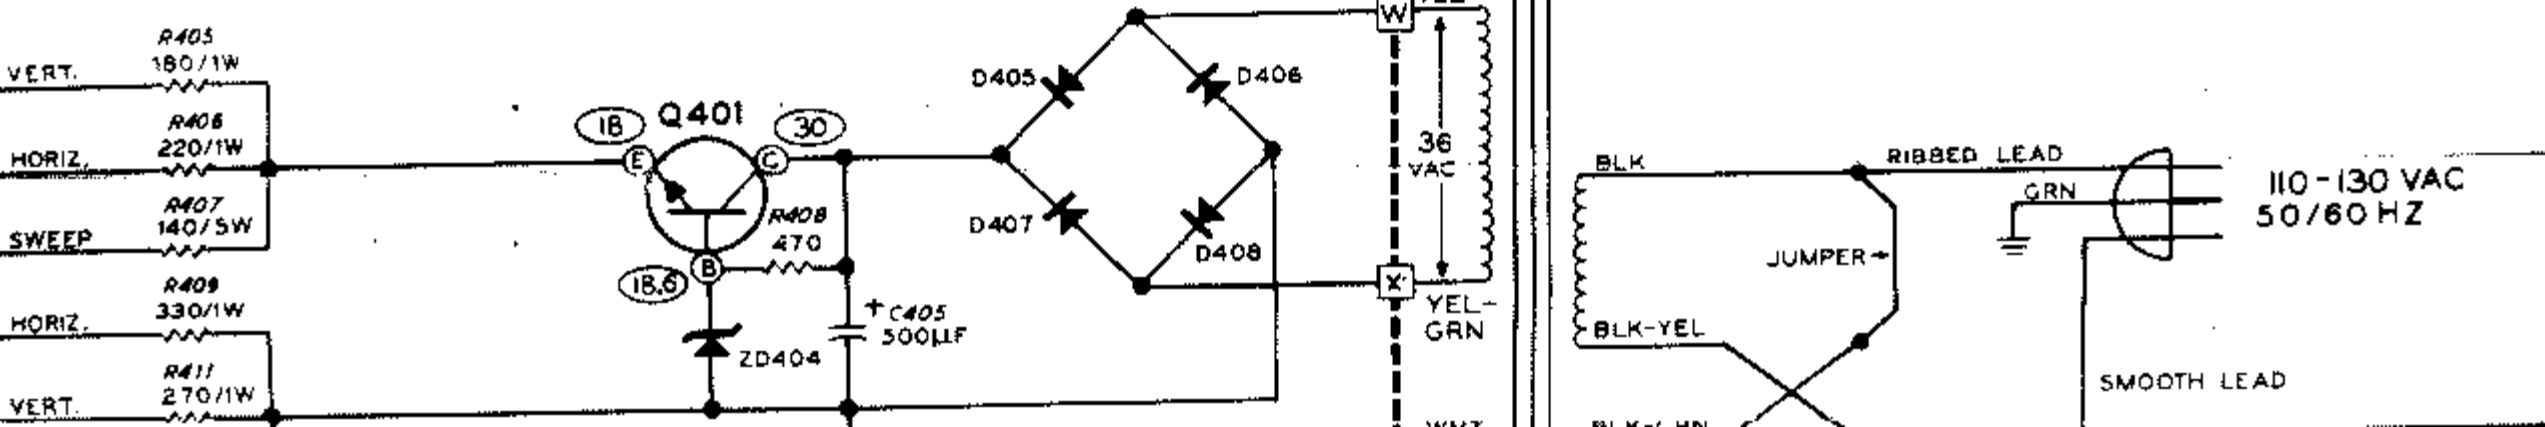 R405
180/1W
VERT.
R406
220/1W
HORIZ.
R407
140/5W
SWEEP
R409
330/1W
HORIZ.
R411
270/1W
VERT.
18
Q401
30
E
C
B
R408
470
18.6
ZD404
+
C405
500µF
D405
D406
D407
D408
W
36
VAC
X
YEL-
GRN
BLK
BLK-YEL
RIBBED LEAD
GRN
JUMPER
110-130 VAC
50/60 HZ
SMOOTH LEAD